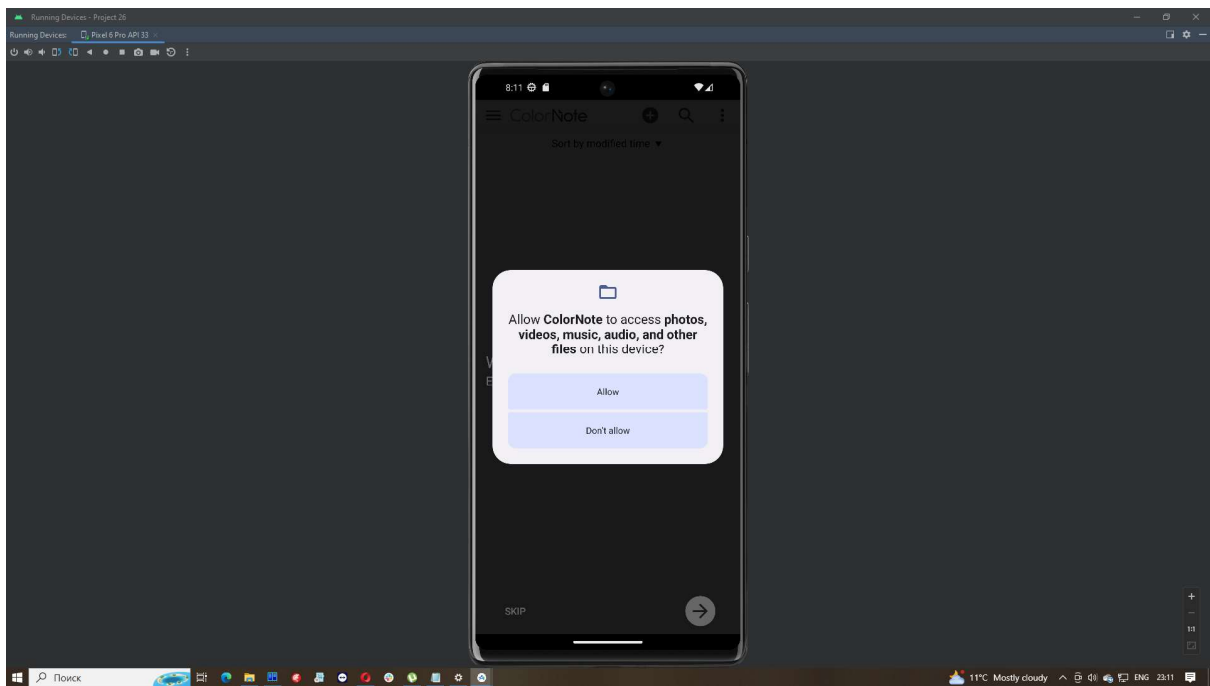 Running Devices - Project 26
Running Devices: Pixel 6 Pro API 33
8:11
ColorNote
Sort by modified time ▼
Allow ColorNote to access photos,
videos, music, audio, and other
files on this device?
W
E
Allow
Don't allow
SKIP
1:1
Поиск
11°C Mostly cloudy ENG 23:11